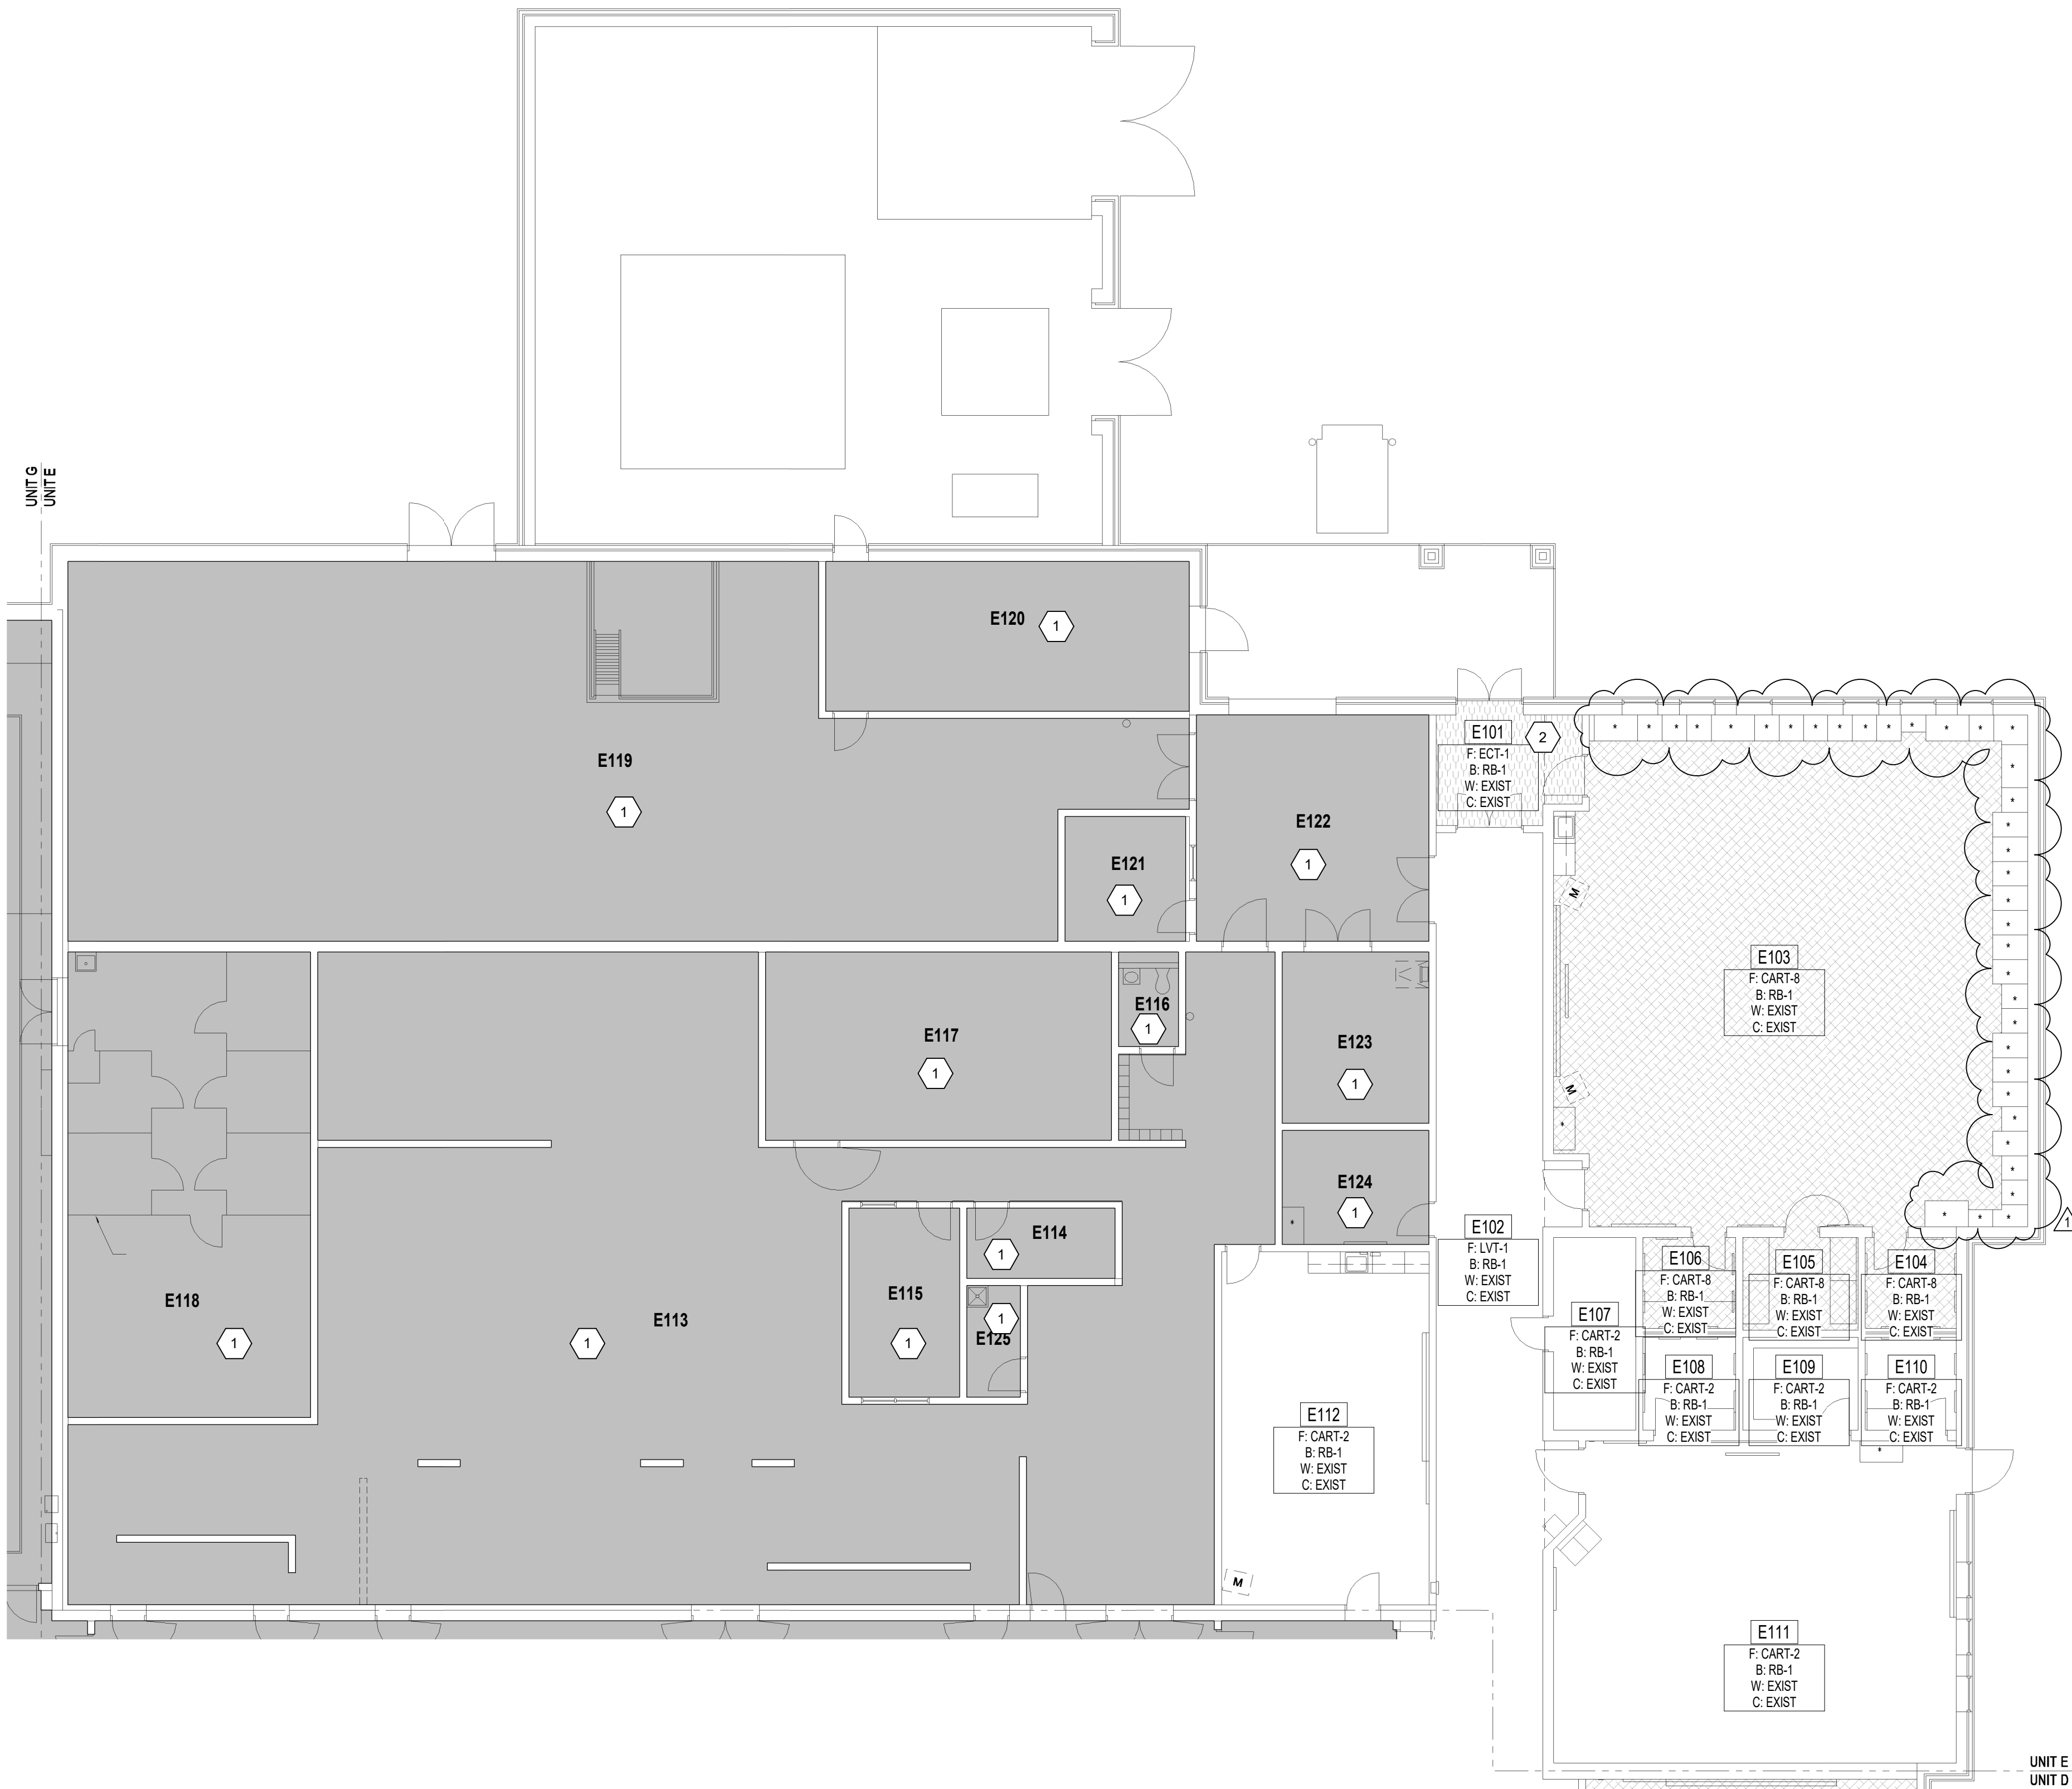 UNIT G
UNIT E
E120
1
E119
1
E101
F: ECT-1
B: RB-1
W: EXIST
C: EXIST
2
* * * * * * * * * * * * * * *
E122
1
E121
1
M
E103
F: CART-8
B: RB-1
W: EXIST
C: EXIST
E116
1
E117
1
E123
1
M
*
E124
1
*
E102
F: LVT-1
B: RB-1
W: EXIST
C: EXIST
* * *
1
E114
1
E115
1
E125
1
E118
1
E113
1
E106
F: CART-8
B: RB-1
W: EXIST
C: EXIST
E105
F: CART-8
B: RB-1
W: EXIST
C: EXIST
E104
F: CART-8
B: RB-1
W: EXIST
C: EXIST
E107
F: CART-2
B: RB-1
W: EXIST
C: EXIST
E108
F: CART-2
B: RB-1
W: EXIST
C: EXIST
E109
F: CART-2
B: RB-1
W: EXIST
C: EXIST
E110
F: CART-2
B: RB-1
W: EXIST
C: EXIST
*
E112
F: CART-2
B: RB-1
W: EXIST
C: EXIST
M
E111
F: CART-2
B: RB-1
W: EXIST
C: EXIST
UNIT E
UNIT D